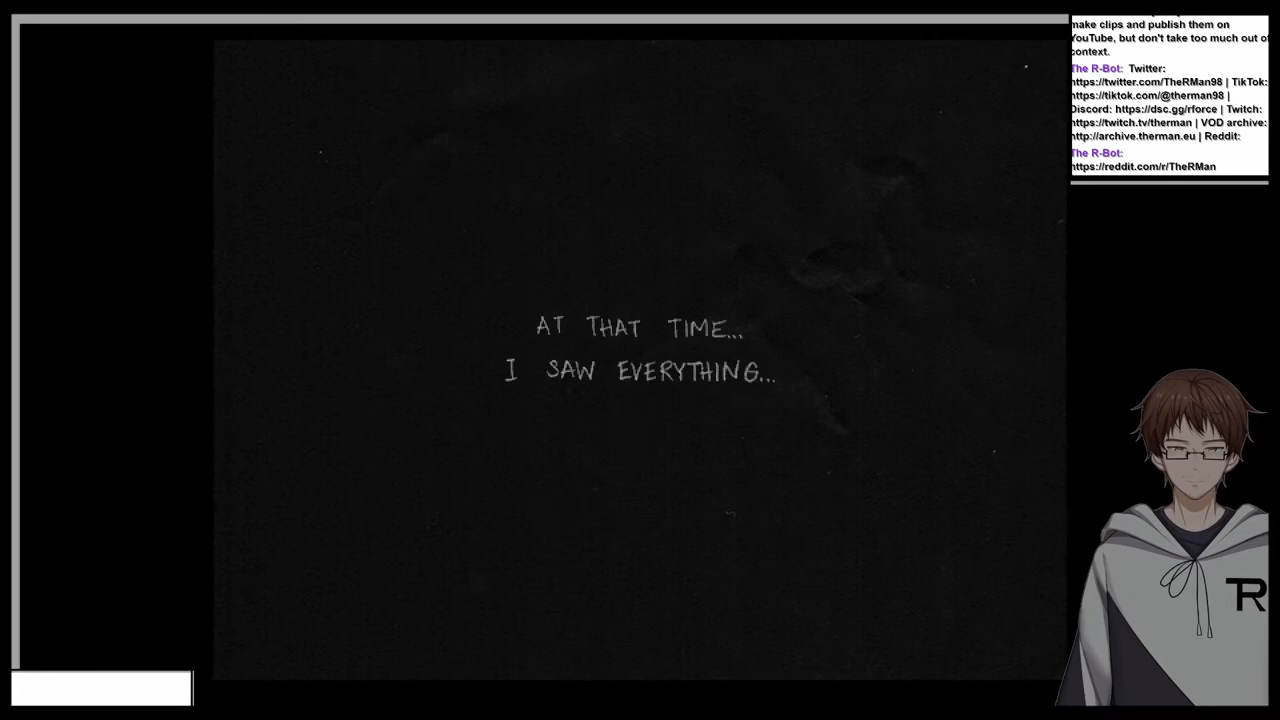 make clips and publish them on
YouTube, but don't take too much out of
context.
The R-Bot: Twitter:
https://twitter.com/TheRMan98 | TikTok:
https://tiktok.com/@therman98 |
Discord: https://dsc.gg/rforce | Twitch:
https://twitch.tv/therman | VOD archive:
http://archive.therman.eu | Reddit:
The R-Bot:
https://reddit.com/r/TheRMan
AT THAT TIME...
I SAW EVERYTHING...
TR